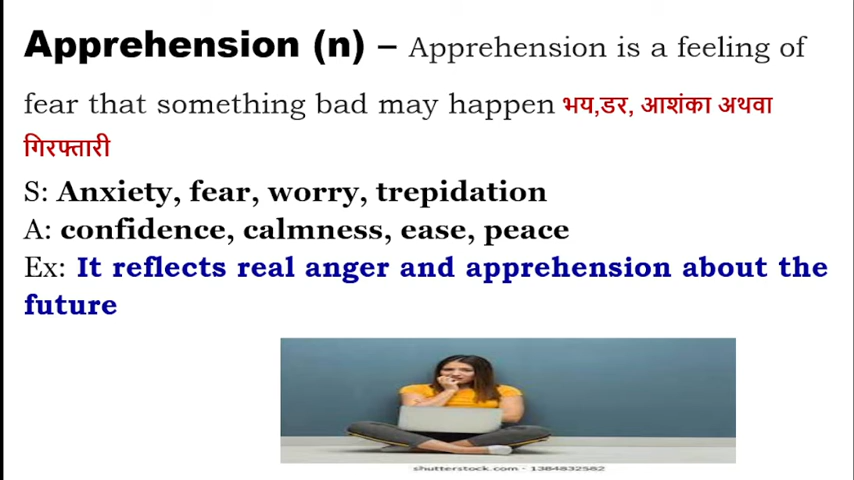 Apprehension (n) – Apprehension is a feeling of
fear that something bad may happen भय,डर, आशंका अथवा
गिरफ्तारी
S: Anxiety, fear, worry, trepidation
A: confidence, calmness, ease, peace
Ex: It reflects real anger and apprehension about the
future
shutterstock.com - 1384832582